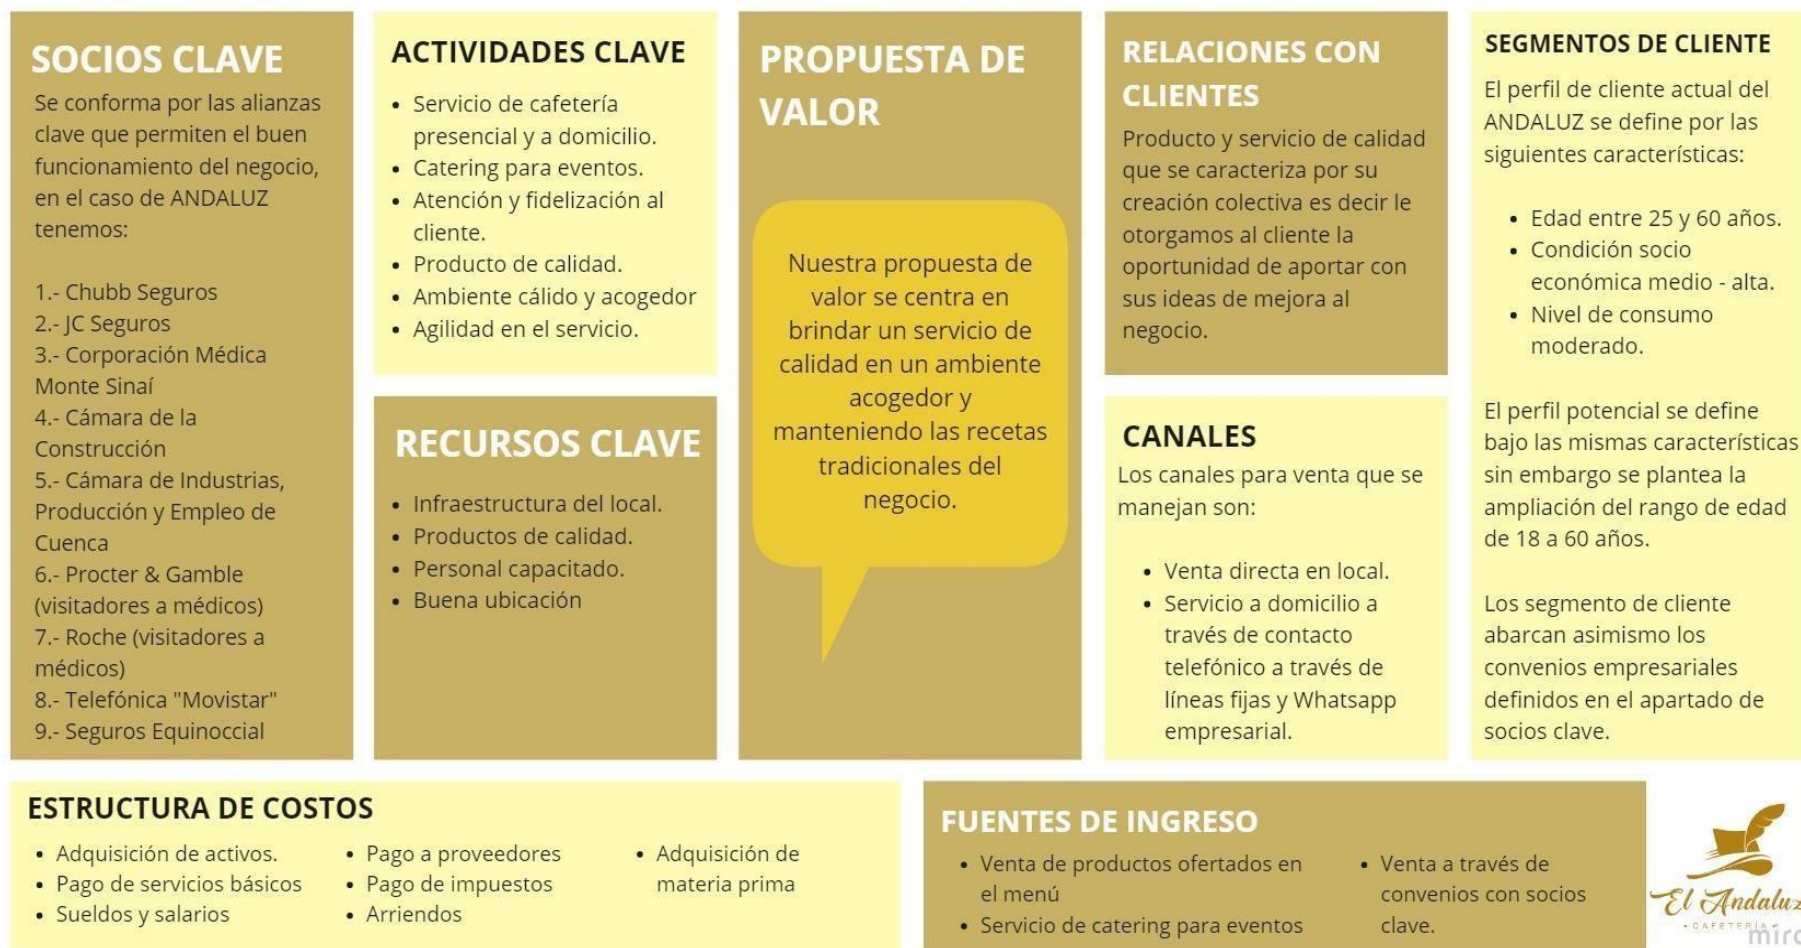 SOCIOS CLAVE
Se conforma por las alianzas
clave que permiten el buen
funcionamiento del negocio,
en el caso de ANDALUZ
tenemos:
1.- Chubb Seguros
2.- JC Seguros
3.- Corporación Médica
Monte Sinaí
4.- Cámara de la
Construcción
5.- Cámara de Industrias,
Producción y Empleo de
Cuenca
6.- Procter & Gamble
(visitadores a médicos)
7.- Roche (visitadores a
médicos)
8.- Telefónica "Movistar"
9.- Seguros Equinoccial
ACTIVIDADES CLAVE
• Servicio de cafetería
presencial y a domicilio.
• Catering para eventos.
• Atención y fidelización al
cliente.
• Producto de calidad.
• Ambiente cálido y acogedor
• Agilidad en el servicio.
RECURSOS CLAVE
• Infraestructura del local.
• Productos de calidad.
• Personal capacitado.
• Buena ubicación
PROPUESTA DE
VALOR
Nuestra propuesta de
valor se centra en
brindar un servicio de
calidad en un ambiente
acogedor y
manteniendo las recetas
tradicionales del
negocio.
RELACIONES CON
CLIENTES
Producto y servicio de calidad
que se caracteriza por su
creación colectiva es decir le
otorgamos al cliente la
oportunidad de aportar con
sus ideas de mejora al
negocio.
CANALES
Los canales para venta que se
manejan son:
• Venta directa en local.
• Servicio a domicilio a
través de contacto
telefónico a través de
líneas fijas y Whatsapp
empresarial.
SEGMENTOS DE CLIENTE
El perfil de cliente actual del
ANDALUZ se define por las
siguientes características:
• Edad entre 25 y 60 años.
• Condición socio
económica medio - alta.
• Nivel de consumo
moderado.
El perfil potencial se define
bajo las mismas características
sin embargo se plantea la
ampliación del rango de edad
de 18 a 60 años.
Los segmento de cliente
abarcan asimismo los
convenios empresariales
definidos en el apartado de
socios clave.
ESTRUCTURA DE COSTOS
• Adquisición de activos.
• Pago de servicios básicos
• Sueldos y salarios
• Pago a proveedores
• Pago de impuestos
• Arriendos
• Adquisición de
materia prima
FUENTES DE INGRESO
• Venta de productos ofertados en
el menú
• Servicio de catering para eventos
• Venta a través de
convenios con socios
clave.
El Andaluz
• CAFETERÍA •
miro